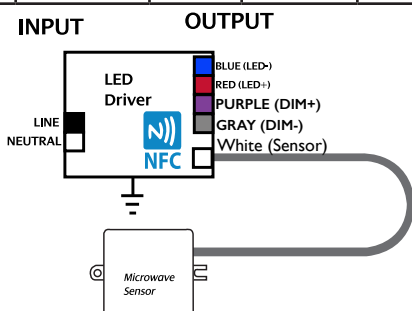 INPUT
OUTPUT
LED
Driver
NFC
LINE
NEUTRAL
BLUE (LED-)
RED (LED+)
PURPLE (DIM+)
GRAY (DIM-)
White (Sensor)
Microwave
Sensor